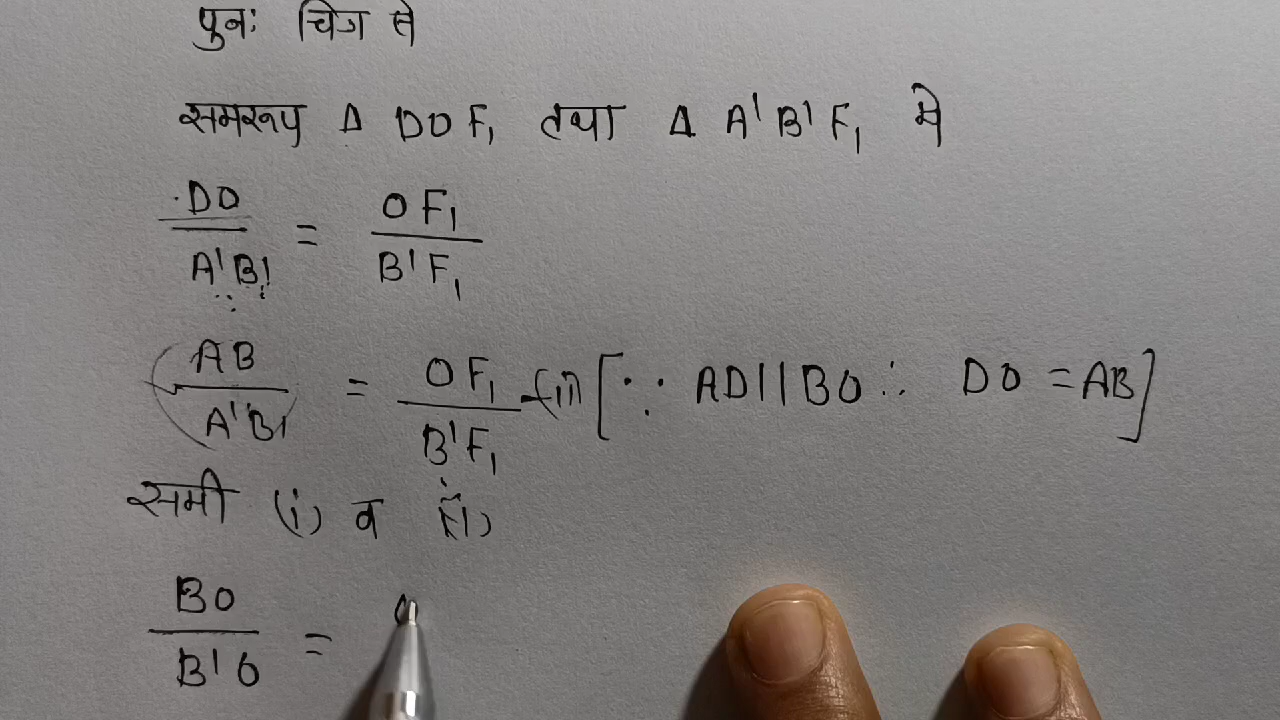 पुनः चित्र से
समरूप Δ DOF₁ तथा Δ A'B'F₁ मे
DO / A'B' = OF₁ / B'F₁
AB / A'B' = OF₁ / B'F₁ (ii) [∵ AD||BO ∴ DO = AB]
समी (i) व (ii)
BO / B'O =